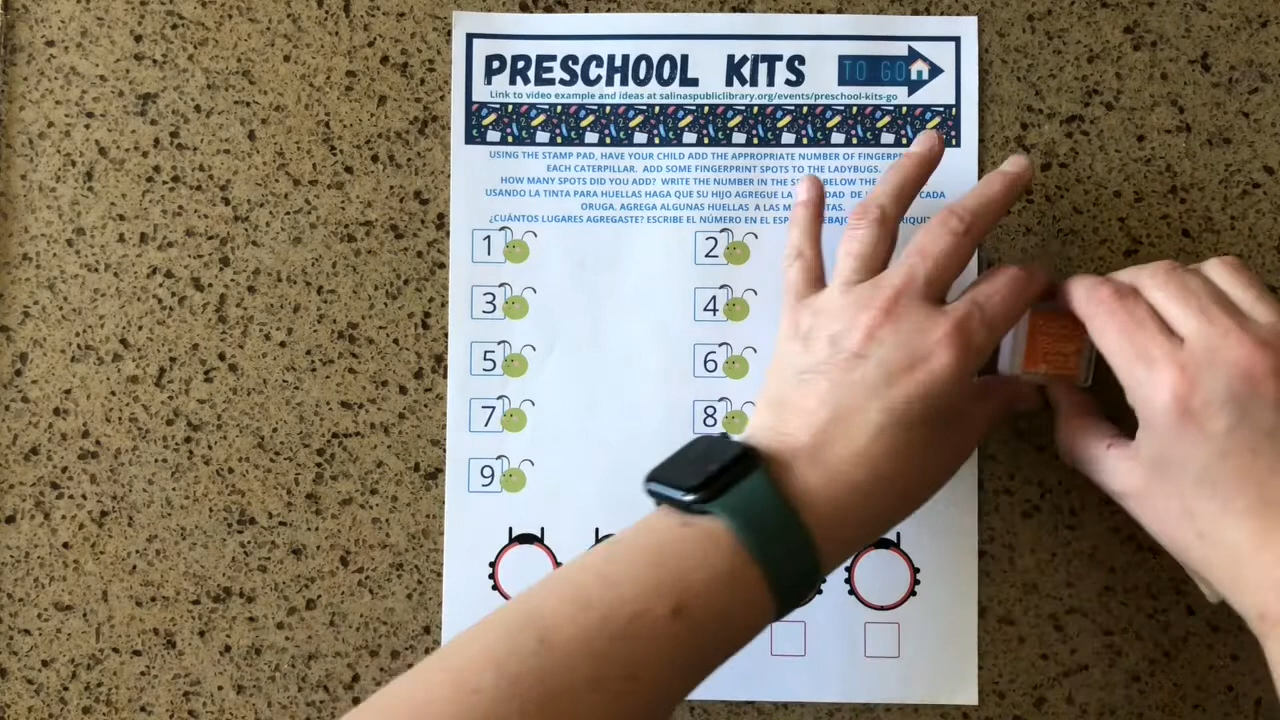 PRESCHOOL KITS TO GO
Link to video example and ideas at salinaspubliclibrary.org/events/preschool-kits-go
USING THE STAMP PAD, HAVE YOUR CHILD ADD THE APPROPRIATE NUMBER OF
EACH CATERPILLAR. ADD SOME FINGERPRINT SPOTS TO THE LADYBUGS.
HOW MANY SPOTS DID YOU ADD? WRITE THE NUMBER IN THE BELOW THE
USANDO LA TINTA PARA HUELLAS HAGA QUE SU HIJO AGREGUE LA DE CADA
ORUGA. AGREGA ALGUNAS HUELLAS A LAS
¿CUÁNTOS LUGARES AGREGASTE? ESCRIBE EL NÚMERO EN EL
1 2
3 4
5 6
7 8
9